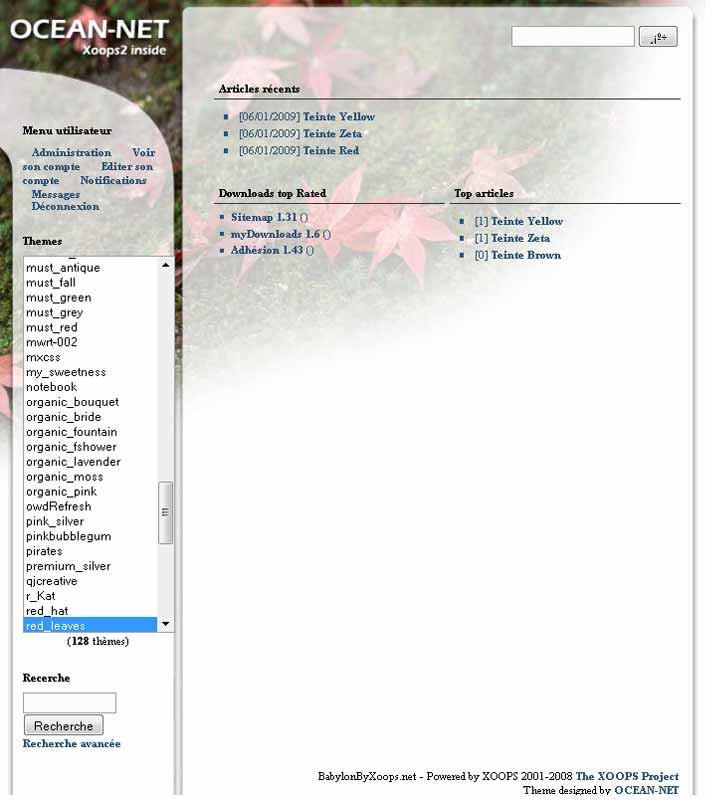 OCEAN-NET
Xoops2 inside
Menu utilisateur
Administration Voir
son compte Editer son
compte Notifications
Messages
Déconnexion
Themes
must_antique
must_fall
must_green
must_grey
must_red
mwrt-002
mxcss
my_sweetness
notebook
organic_bouquet
organic_bride
organic_fountain
organic_fshower
organic_lavender
organic_moss
organic_pink
owdRefresh
pink_silver
pinkbubblegum
pirates
premium_silver
qjcreative
r_Kat
red_hat
red_leaves
(128 thèmes)
Recerche
Recherche
Recherche avancée
Articles récents
[06/01/2009] Teinte Yellow
[06/01/2009] Teinte Zeta
[06/01/2009] Teinte Red
Downloads top Rated
Sitemap 1.31 ()
myDownloads 1.6 ()
Adhésion 1.43 ()
Top articles
[1] Teinte Yellow
[1] Teinte Zeta
[0] Teinte Brown
BabylonByXoops.net - Powered by XOOPS 2001-2008 The XOOPS Project
Theme designed by OCEAN-NET